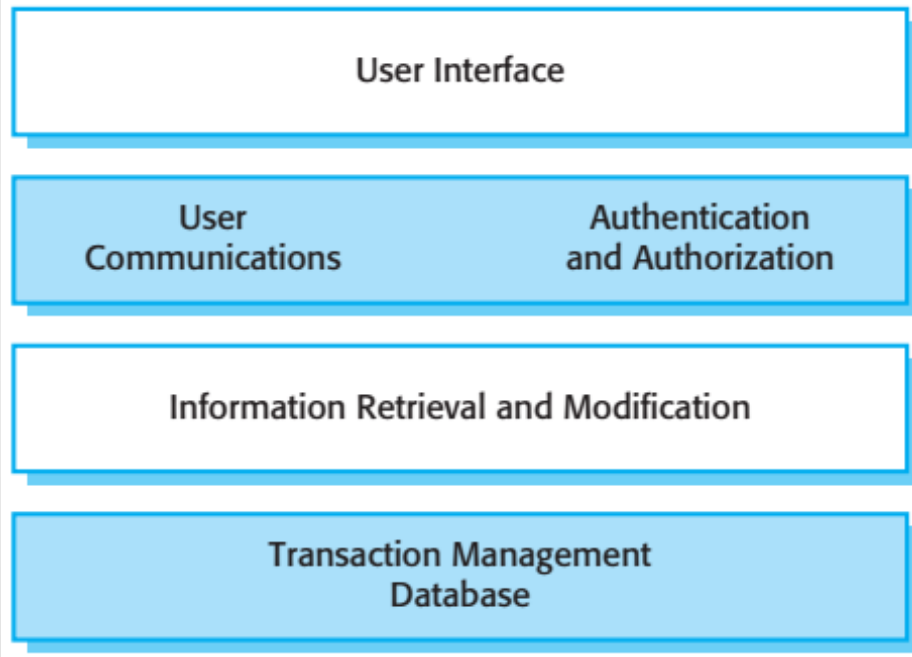 User Interface
User
Communications
Authentication
and Authorization
Information Retrieval and Modification
Transaction Management
Database